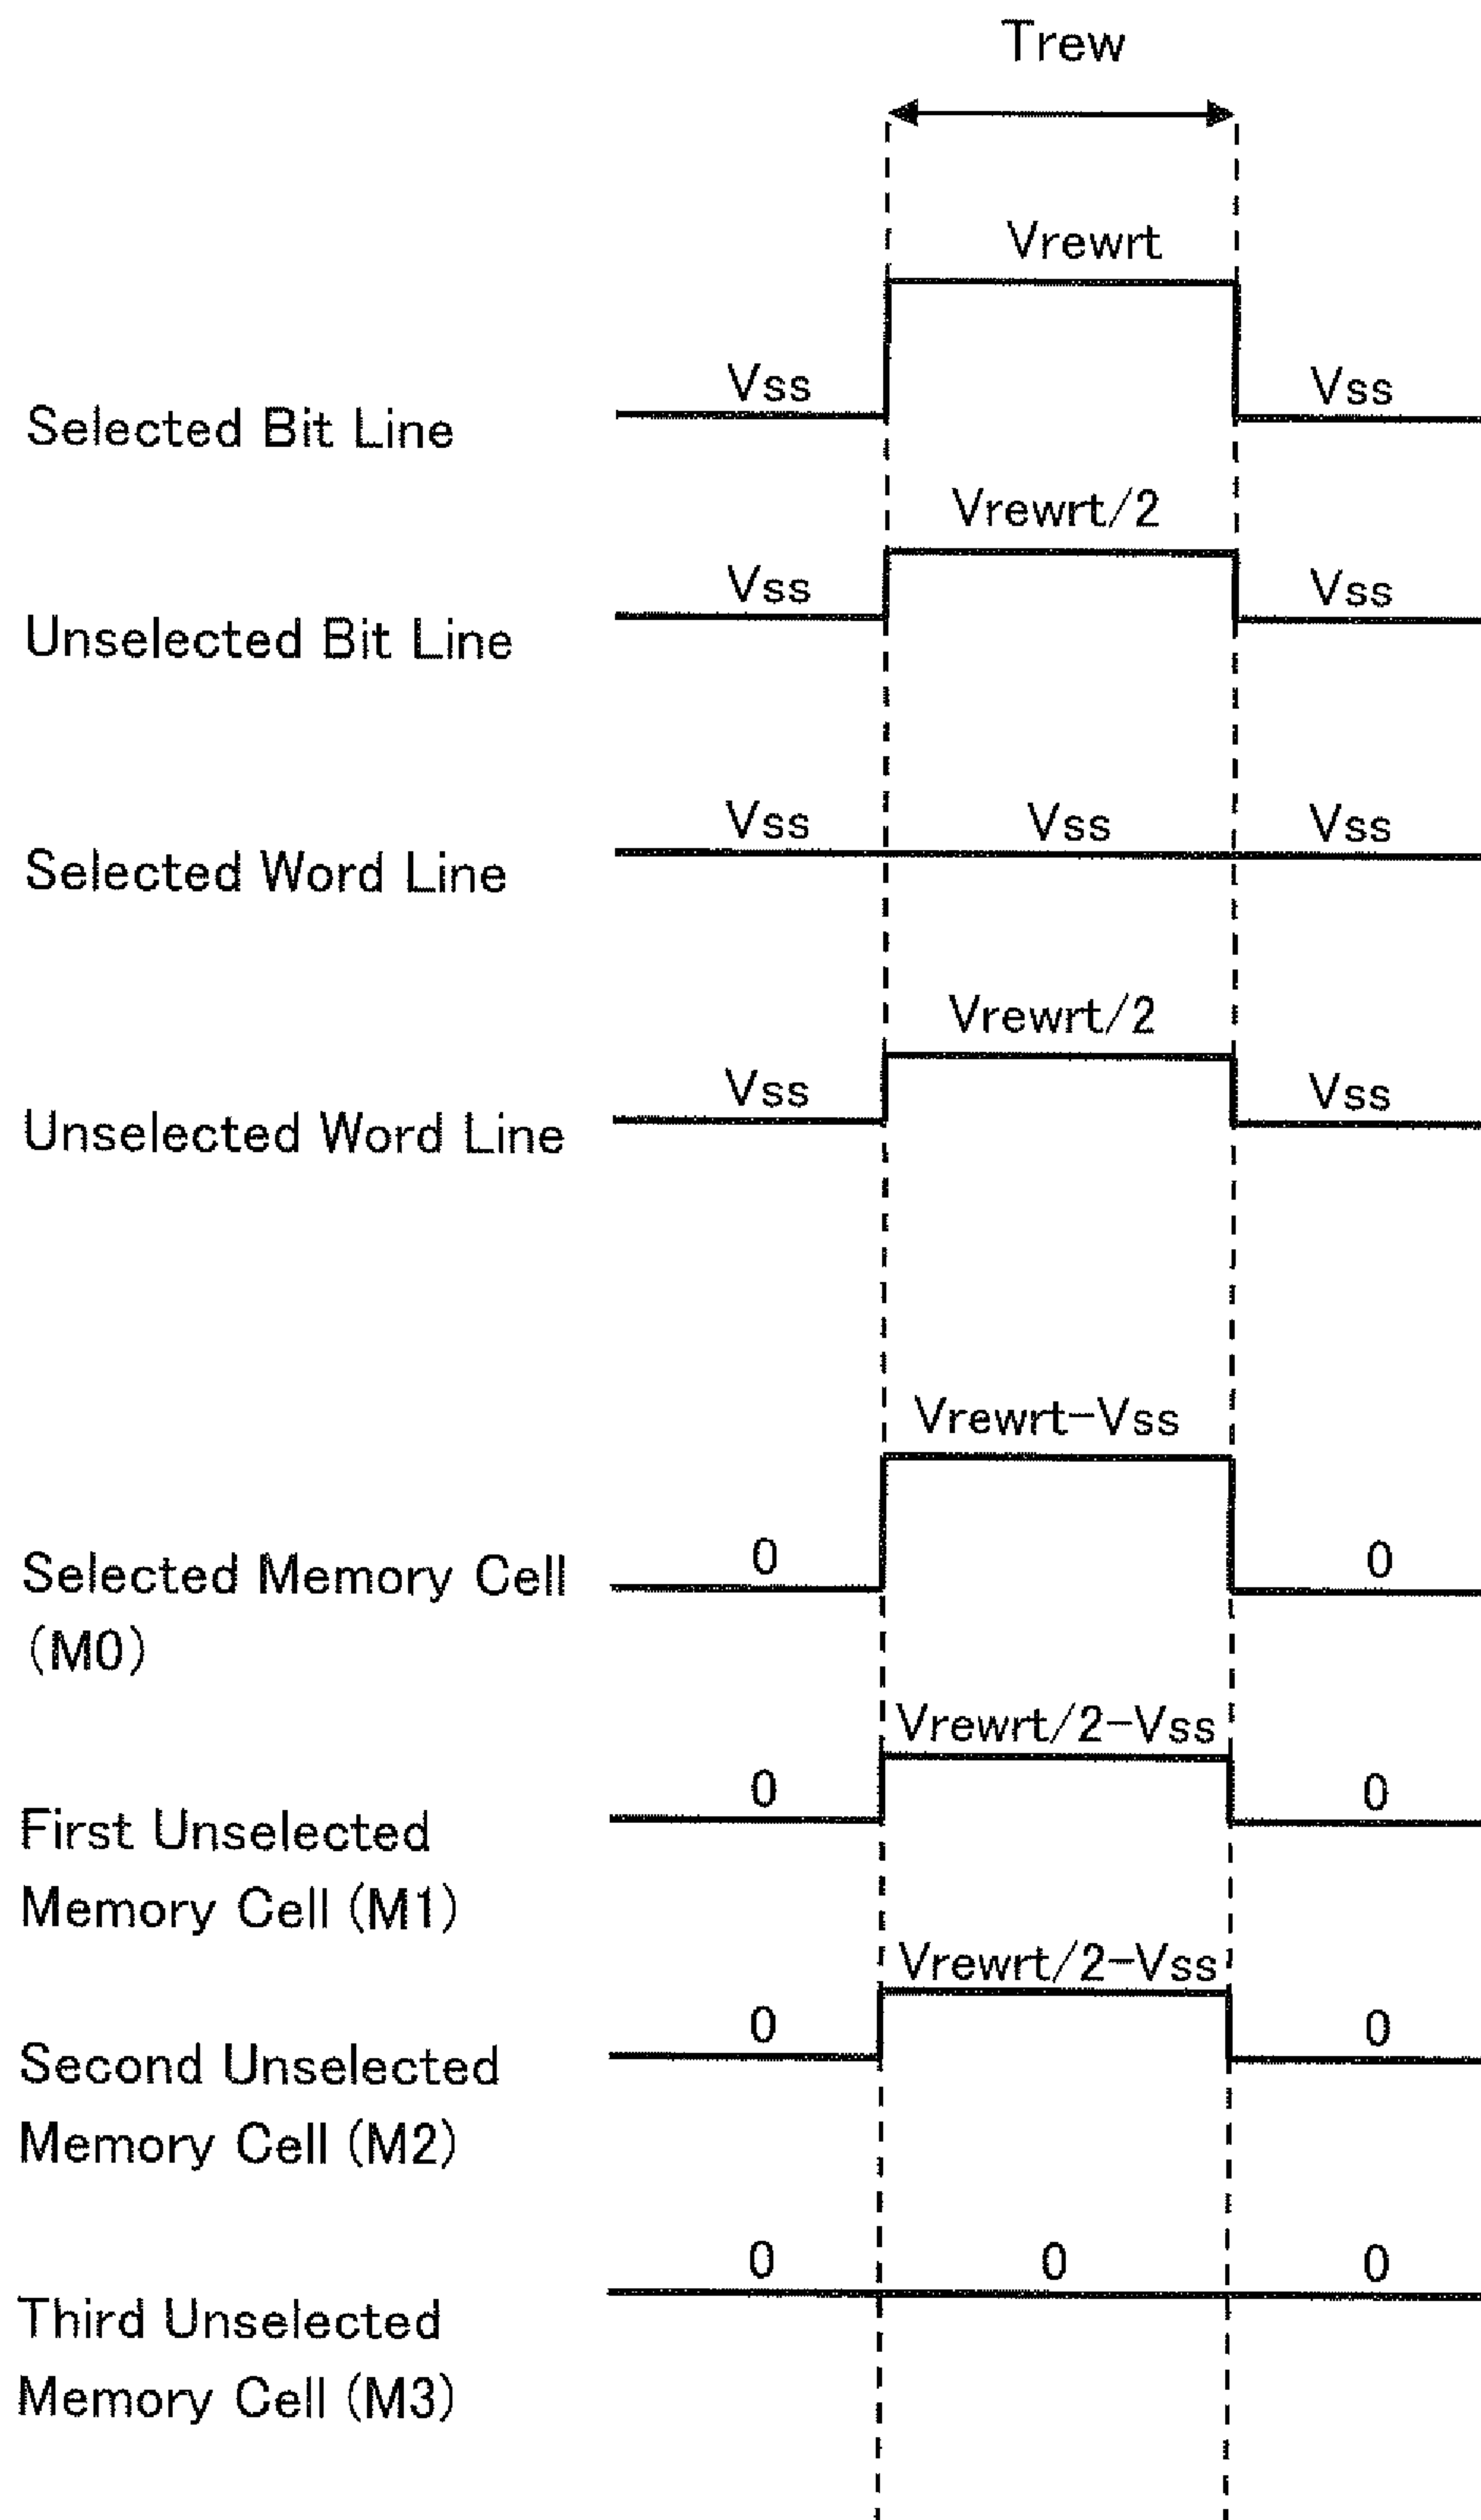 Trew
Vrewrt
Vss Vss
Selected Bit Line
Vrewrt/2
Vss Vss
Unselected Bit Line
Vss Vss Vss
Selected Word Line
Vrewrt/2
Vss Vss
Unselected Word Line
Vrewrt-Vss
0 0
Selected Memory Cell
(M0)
Vrewrt/2-Vss
0 0
First Unselected
Memory Cell (M1)
Vrewrt/2-Vss
0 0
Second Unselected
Memory Cell (M2)
0 0 0
Third Unselected
Memory Cell (M3)